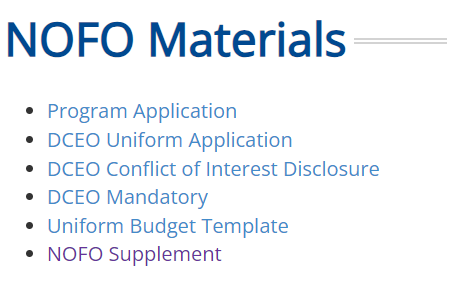 NOFO Materials
Program Application
DCEO Uniform Application
DCEO Conflict of Interest Disclosure
DCEO Mandatory
Uniform Budget Template
NOFO Supplement